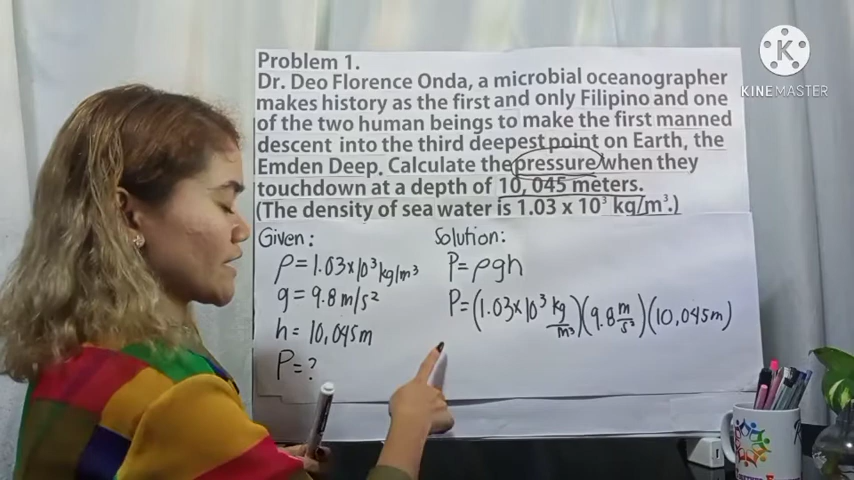 Problem 1.
Dr. Deo Florence Onda, a microbial oceanographer
makes history as the first and only Filipino and one
of the two human beings to make the first manned
descent into the third deepest point on Earth, the
Emden Deep. Calculate the pressure when they
touchdown at a depth of 10, 045 meters.
(The density of sea water is 1.03 x 10³ kg/m³.)
Given:
ρ = 1.03 x 10³ kg/m³
g = 9.8 m/s²
h = 10,045m
P = ?
Solution:
P = ρgh
P = (1.03 x 10³ kg/m³)(9.8 m/s²)(10,045m)
K
KINEMASTER